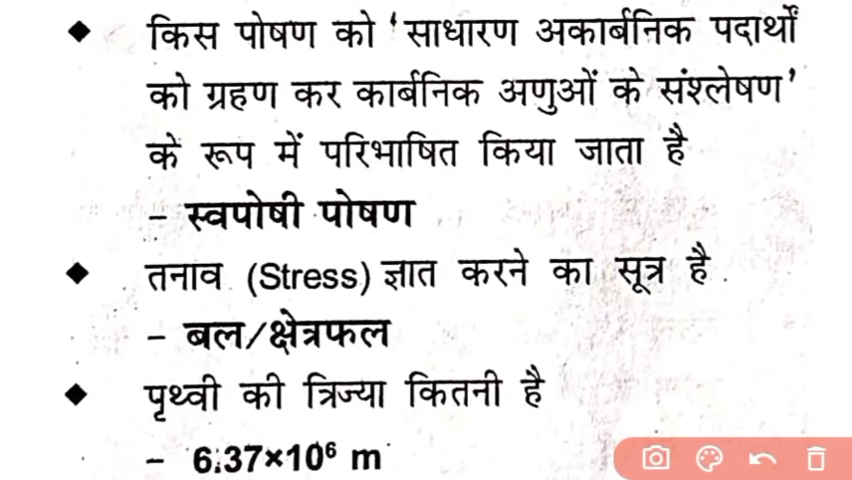 ◆ किस पोषण को ‘साधारण अकार्बनिक पदार्थों
को ग्रहण कर कार्बनिक अणुओं के संश्लेषण’
के रूप में परिभाषित किया जाता है
– स्वपोषी पोषण
◆ तनाव (Stress) ज्ञात करने का सूत्र है
– बल/क्षेत्रफल
◆ पृथ्वी की त्रिज्या कितनी है
– 6.37×10⁶ m